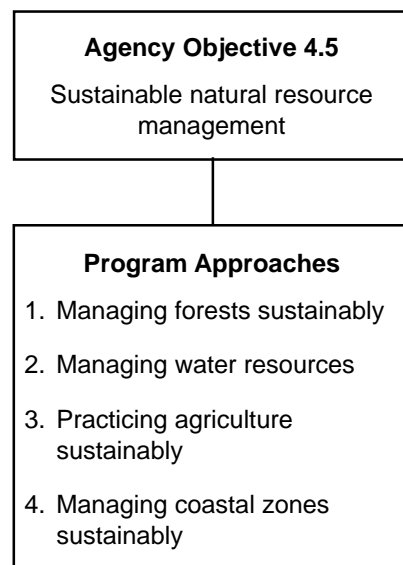 Agency Objective 4.5
Sustainable natural resource
management
Program Approaches
1. Managing forests sustainably
2. Managing water resources
3. Practicing agriculture
sustainably
4. Managing coastal zones
sustainably